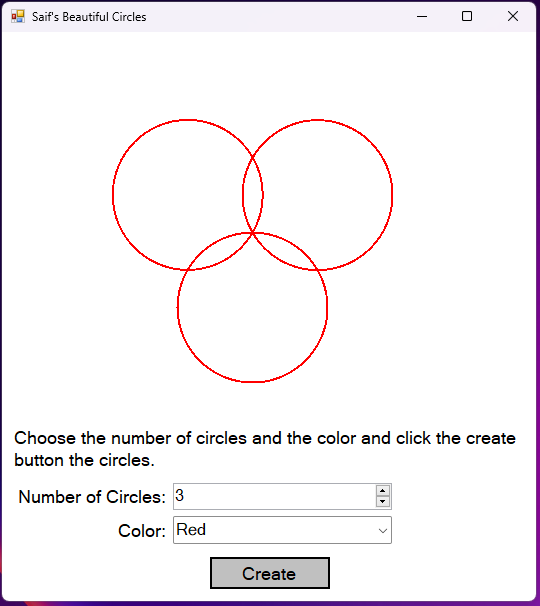 Saif's Beautiful Circles
Choose the number of circles and the color and click the create
button the circles.
Number of Circles: 3
Color: Red
Create